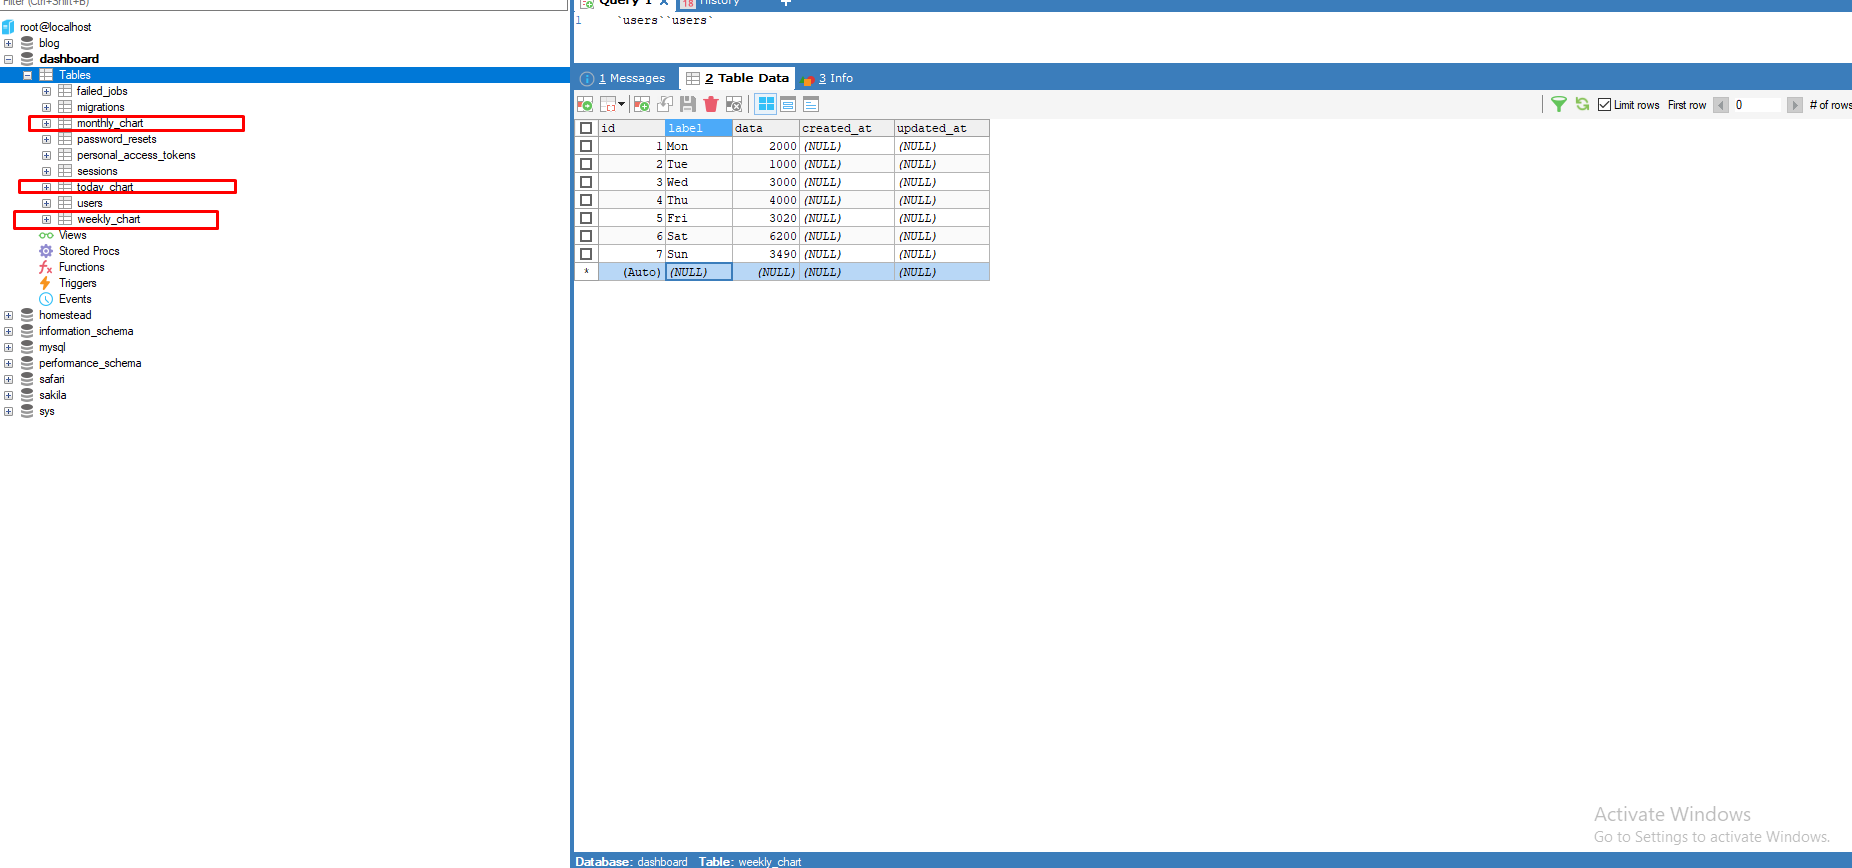 Filter (Ctrl+Shift+B)
root@localhost
blog
dashboard
Tables
failed_jobs
migrations
monthly_chart
password_resets
personal_access_tokens
sessions
today_chart
users
weekly_chart
Views
Stored Procs
Functions
Triggers
Events
homestead
information_schema
mysql
performance_schema
safari
sakila
sys
Query 1
History
1 `users``users`
1 Messages 2 Table Data 3 Info
Limit rows First row 0 # of rows
id label data created_at updated_at
1 Mon 2000 (NULL) (NULL)
2 Tue 1000 (NULL) (NULL)
3 Wed 3000 (NULL) (NULL)
4 Thu 4000 (NULL) (NULL)
5 Fri 3020 (NULL) (NULL)
6 Sat 6200 (NULL) (NULL)
7 Sun 3490 (NULL) (NULL)
* (Auto) (NULL) (NULL) (NULL) (NULL)
Activate Windows
Go to Settings to activate Windows.
Database: dashboard Table: weekly_chart